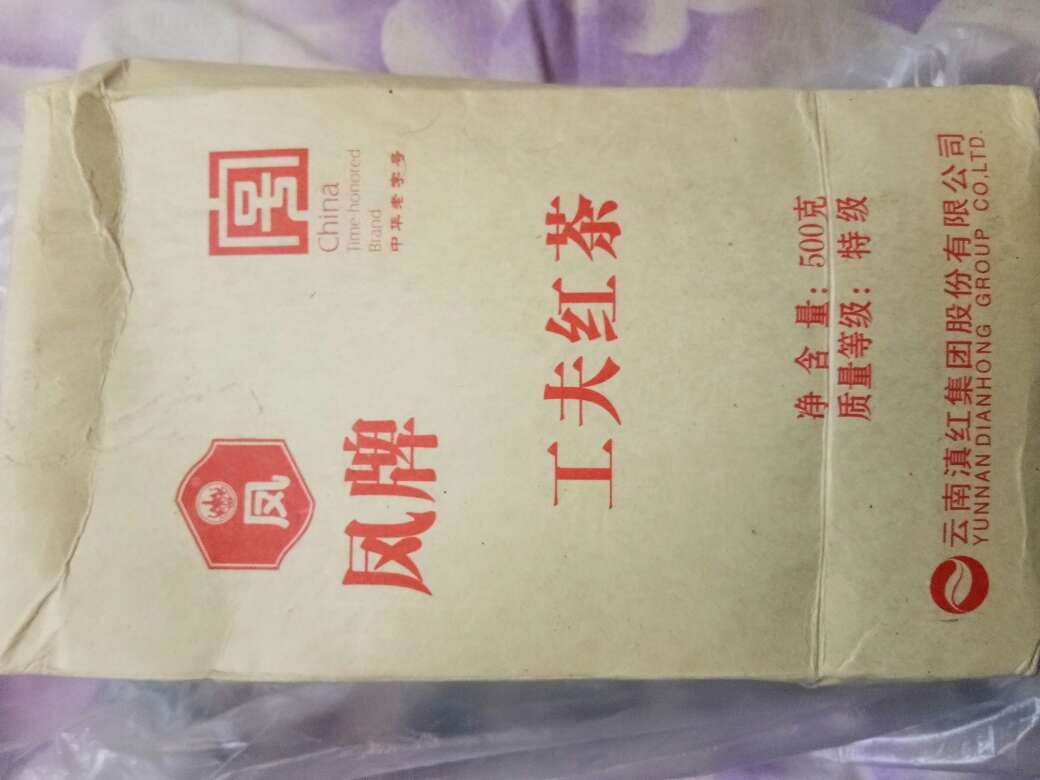 凤
China
Time-honored
Brand
中华老字号
凤牌
工夫红茶
净含量：500克
质量等级：特级
云南滇红集团股份有限公司
YUNNAN DIANHONG GROUP CO.,LTD.